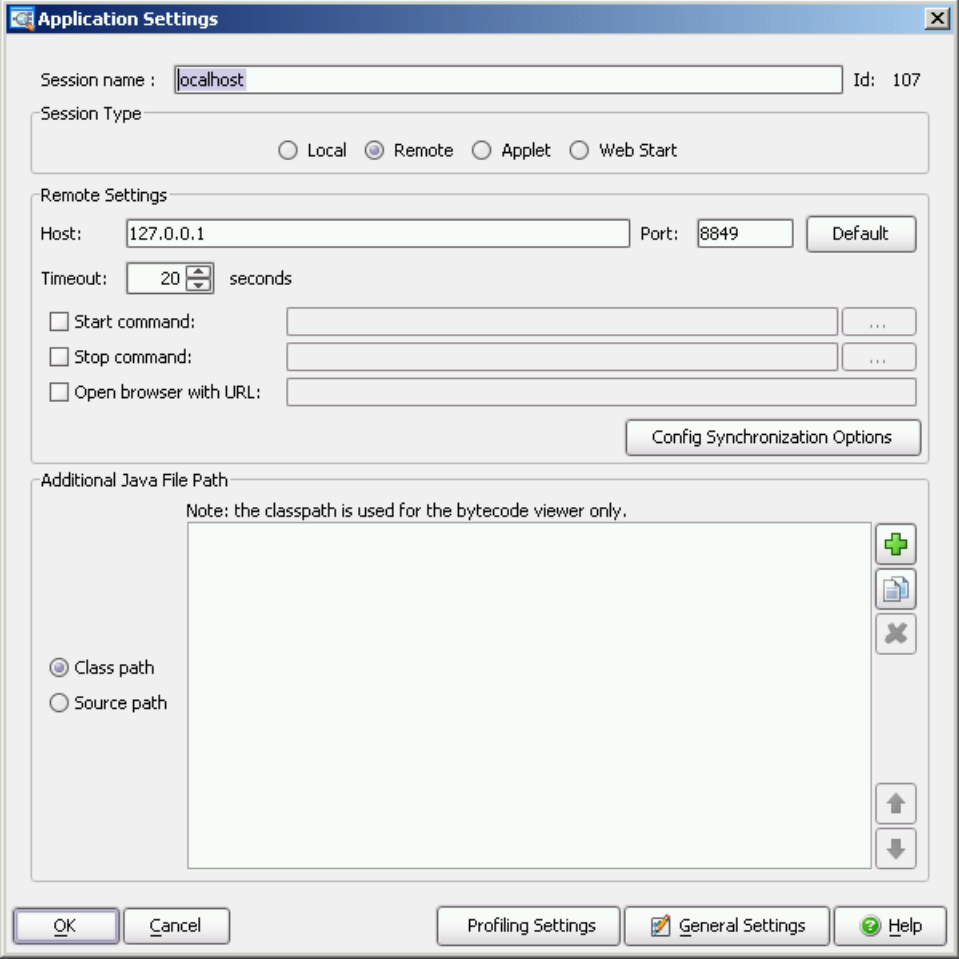 Application Settings
Session name : localhost Id: 107
Session Type
Local Remote Applet Web Start
Remote Settings
Host: 127.0.0.1 Port: 8849 Default
Timeout: 20 seconds
Start command: ...
Stop command: ...
Open browser with URL:
Config Synchronization Options
Additional Java File Path
Note: the classpath is used for the bytecode viewer only.
Class path
Source path
OK Cancel Profiling Settings General Settings Help